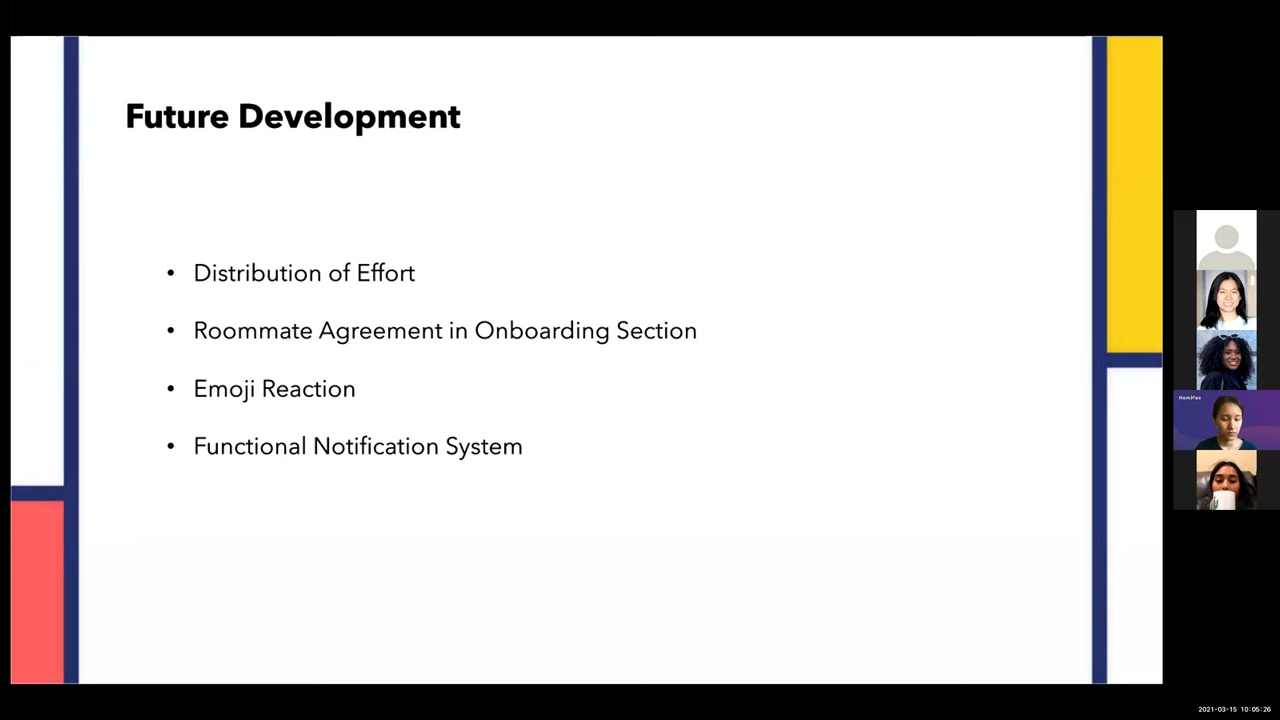 Future Development
• Distribution of Effort
• Roommate Agreement in Onboarding Section
• Emoji Reaction
• Functional Notification System
Homies
2021-03-15 10:05:26